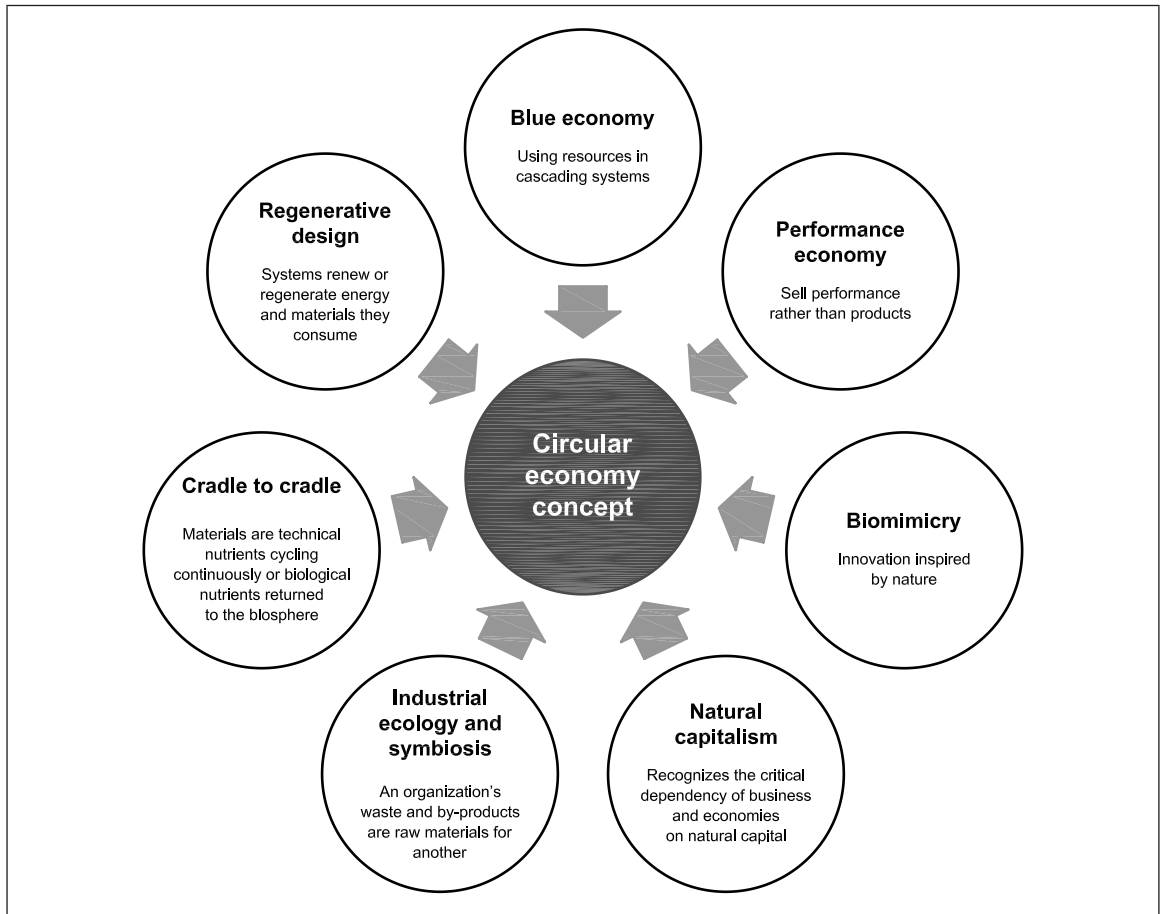 Blue economy
Using resources in
cascading systems
Performance
economy
Sell performance
rather than products
Biomimicry
Innovation inspired
by nature
Natural
capitalism
Recognizes the critical
dependency of business
and economies
on natural capital
Industrial
ecology and
symbiosis
An organization’s
waste and by-products
are raw materials for
another
Cradle to cradle
Materials are technical
nutrients cycling
continuously or biological
nutrients returned
to the blosphere
Regenerative
design
Systems renew or
regenerate energy
and materials they
consume
Circular
economy
concept